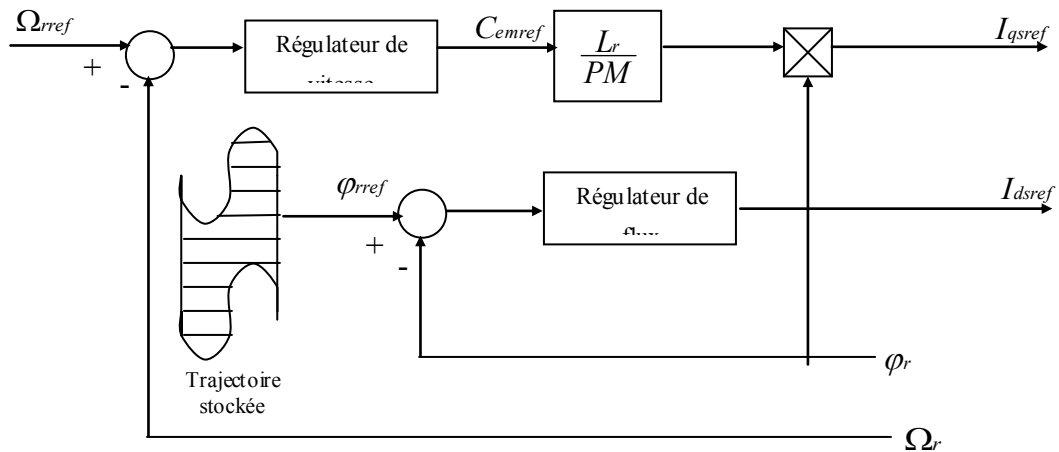 Ωrref
+
-
Régulateur de
Cemref
Lr
PM
Iqsref
φrref
+
-
Régulateur de
Idsref
Trajectoire
stockée
φr
Ωr